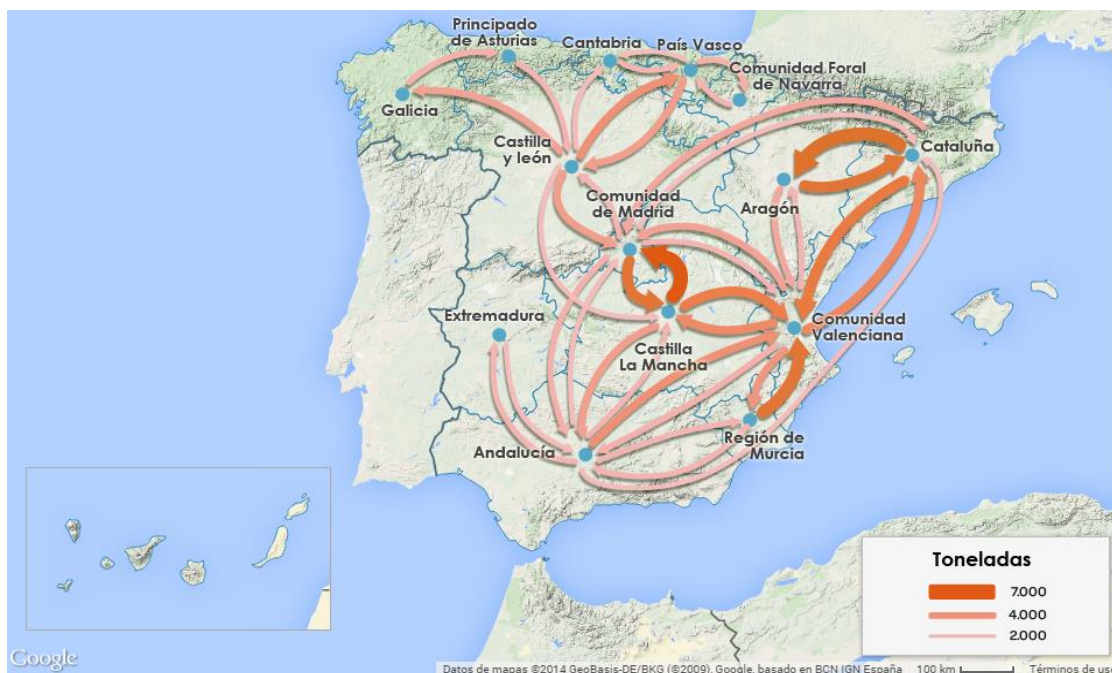 Principado
de Asturias
Cantabria
País Vasco
Comunidad Foral
de Navarra
Galicia
Castilla
y león
Cataluña
Comunidad
de Madrid
Aragón
Extremadura
Castilla
La Mancha
Comunidad
Valenciana
Andalucía
Región de
Murcia
Toneladas
7.000
4.000
2.000
Google
Datos de mapas ©2014 GeoBasis-DE/BKG (©2009), Google, basado en BCN IGN España
100 km
Términos de uso